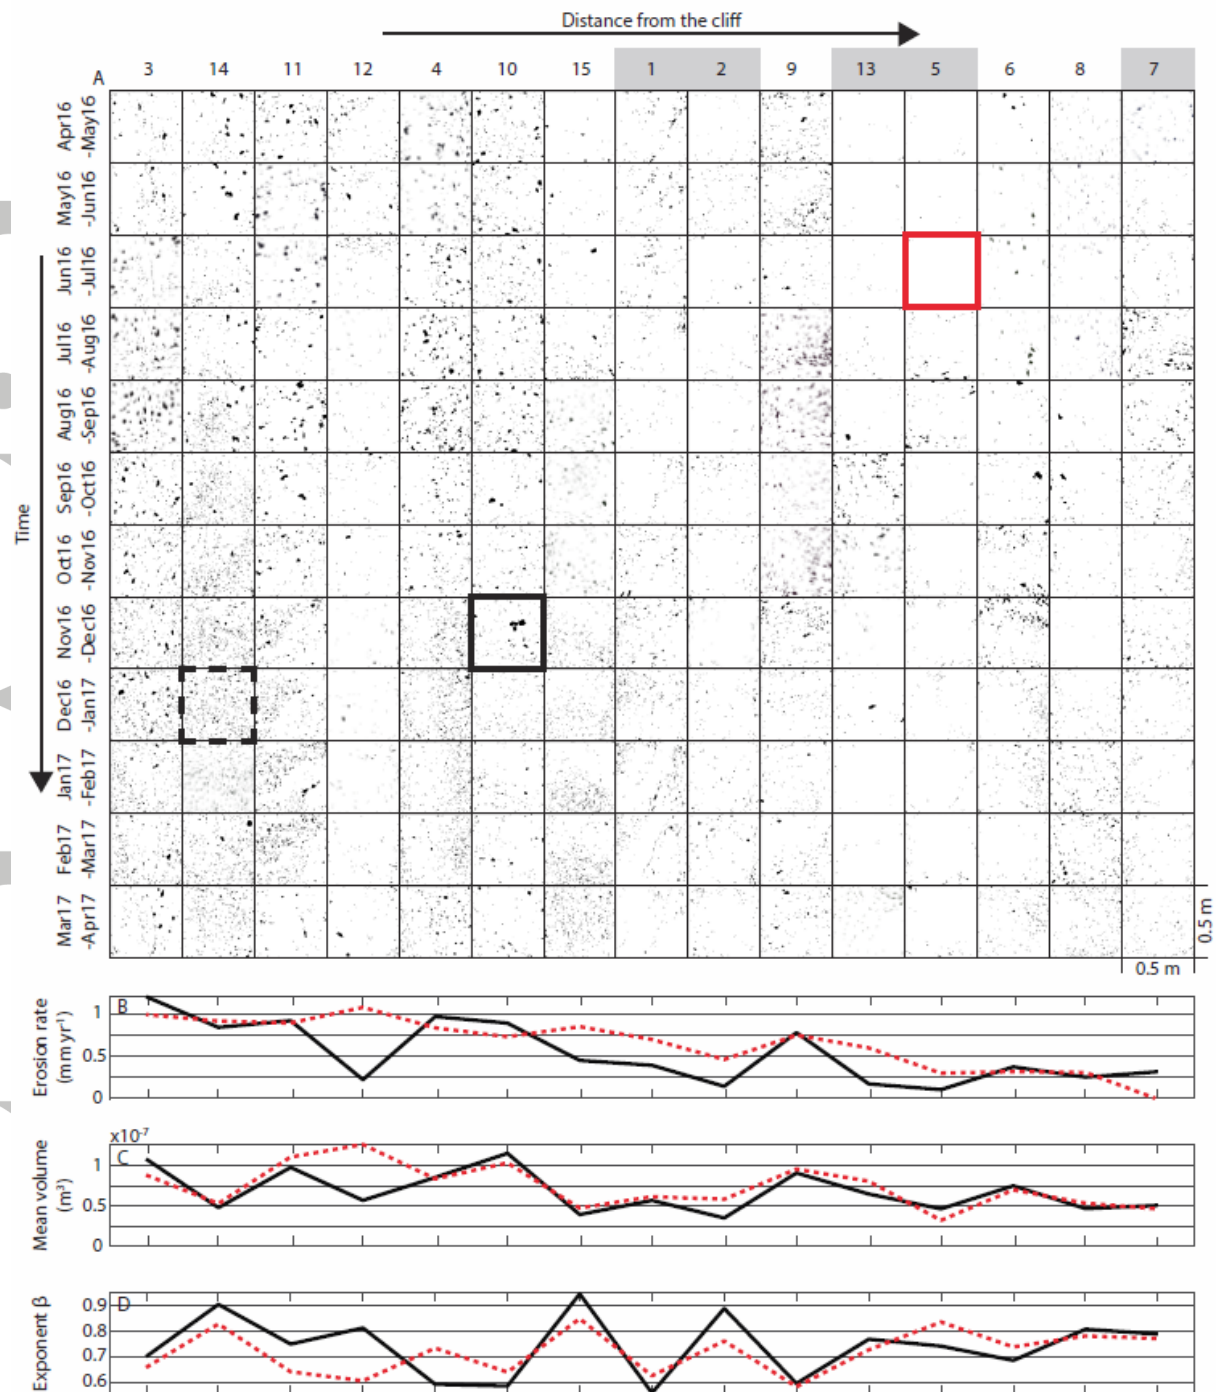 Distance from the cliff
A 3 14 11 12 4 10 15 1 2 9 13 5 6 8 7
Time
Apr16
-May16
May16
-Jun16
Jun16
-Jul16
Jul16
-Aug16
Aug16
-Sep16
Sep16
-Oct16
Oct16
-Nov16
Nov16
-Dec16
Dec16
-Jan17
Jan17
-Feb17
Feb17
-Mar17
Mar17
-Apr17
0.5 m
0.5 m
B
Erosion rate
(mm yr⁻¹)
1
0.5
0
x10⁻⁷
C
Mean volume
(m³)
1
0.5
0
D
Exponent β
0.9
0.8
0.7
0.6